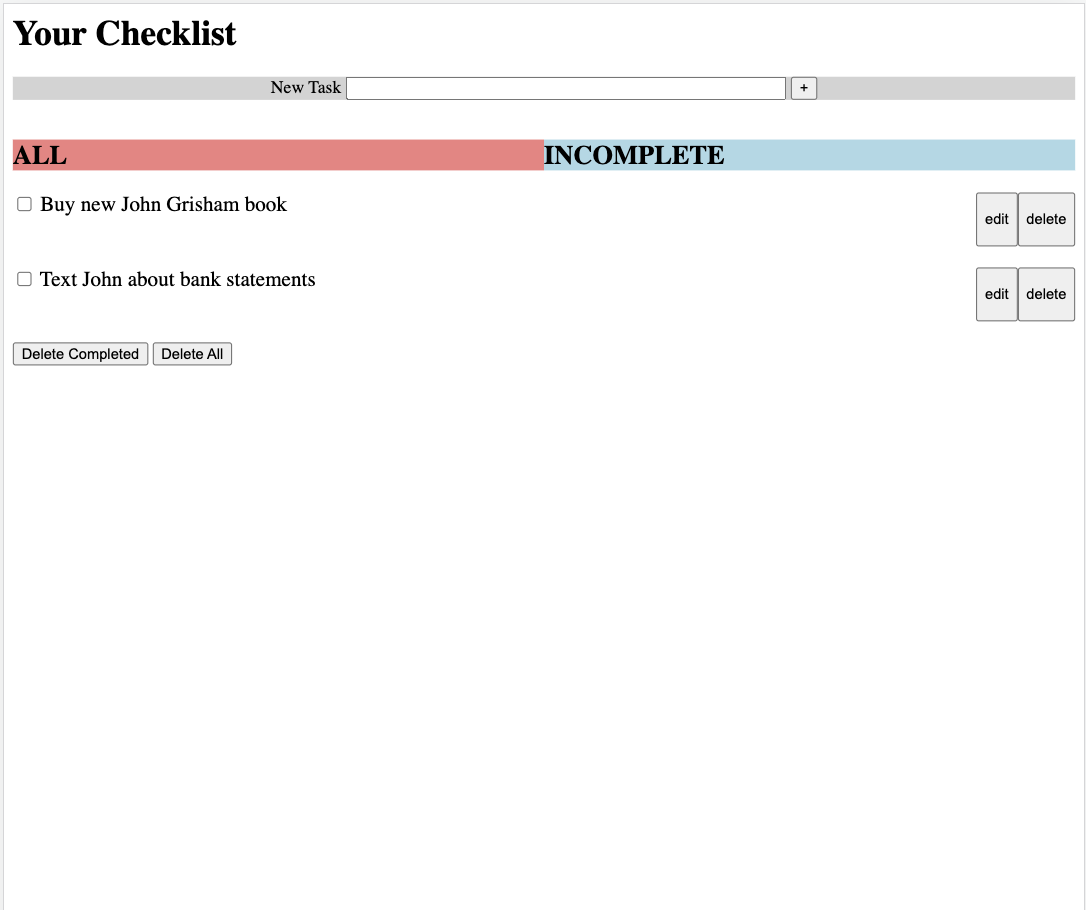 Your Checklist
New Task +
ALL INCOMPLETE
Buy new John Grisham book edit delete
Text John about bank statements edit delete
Delete Completed Delete All